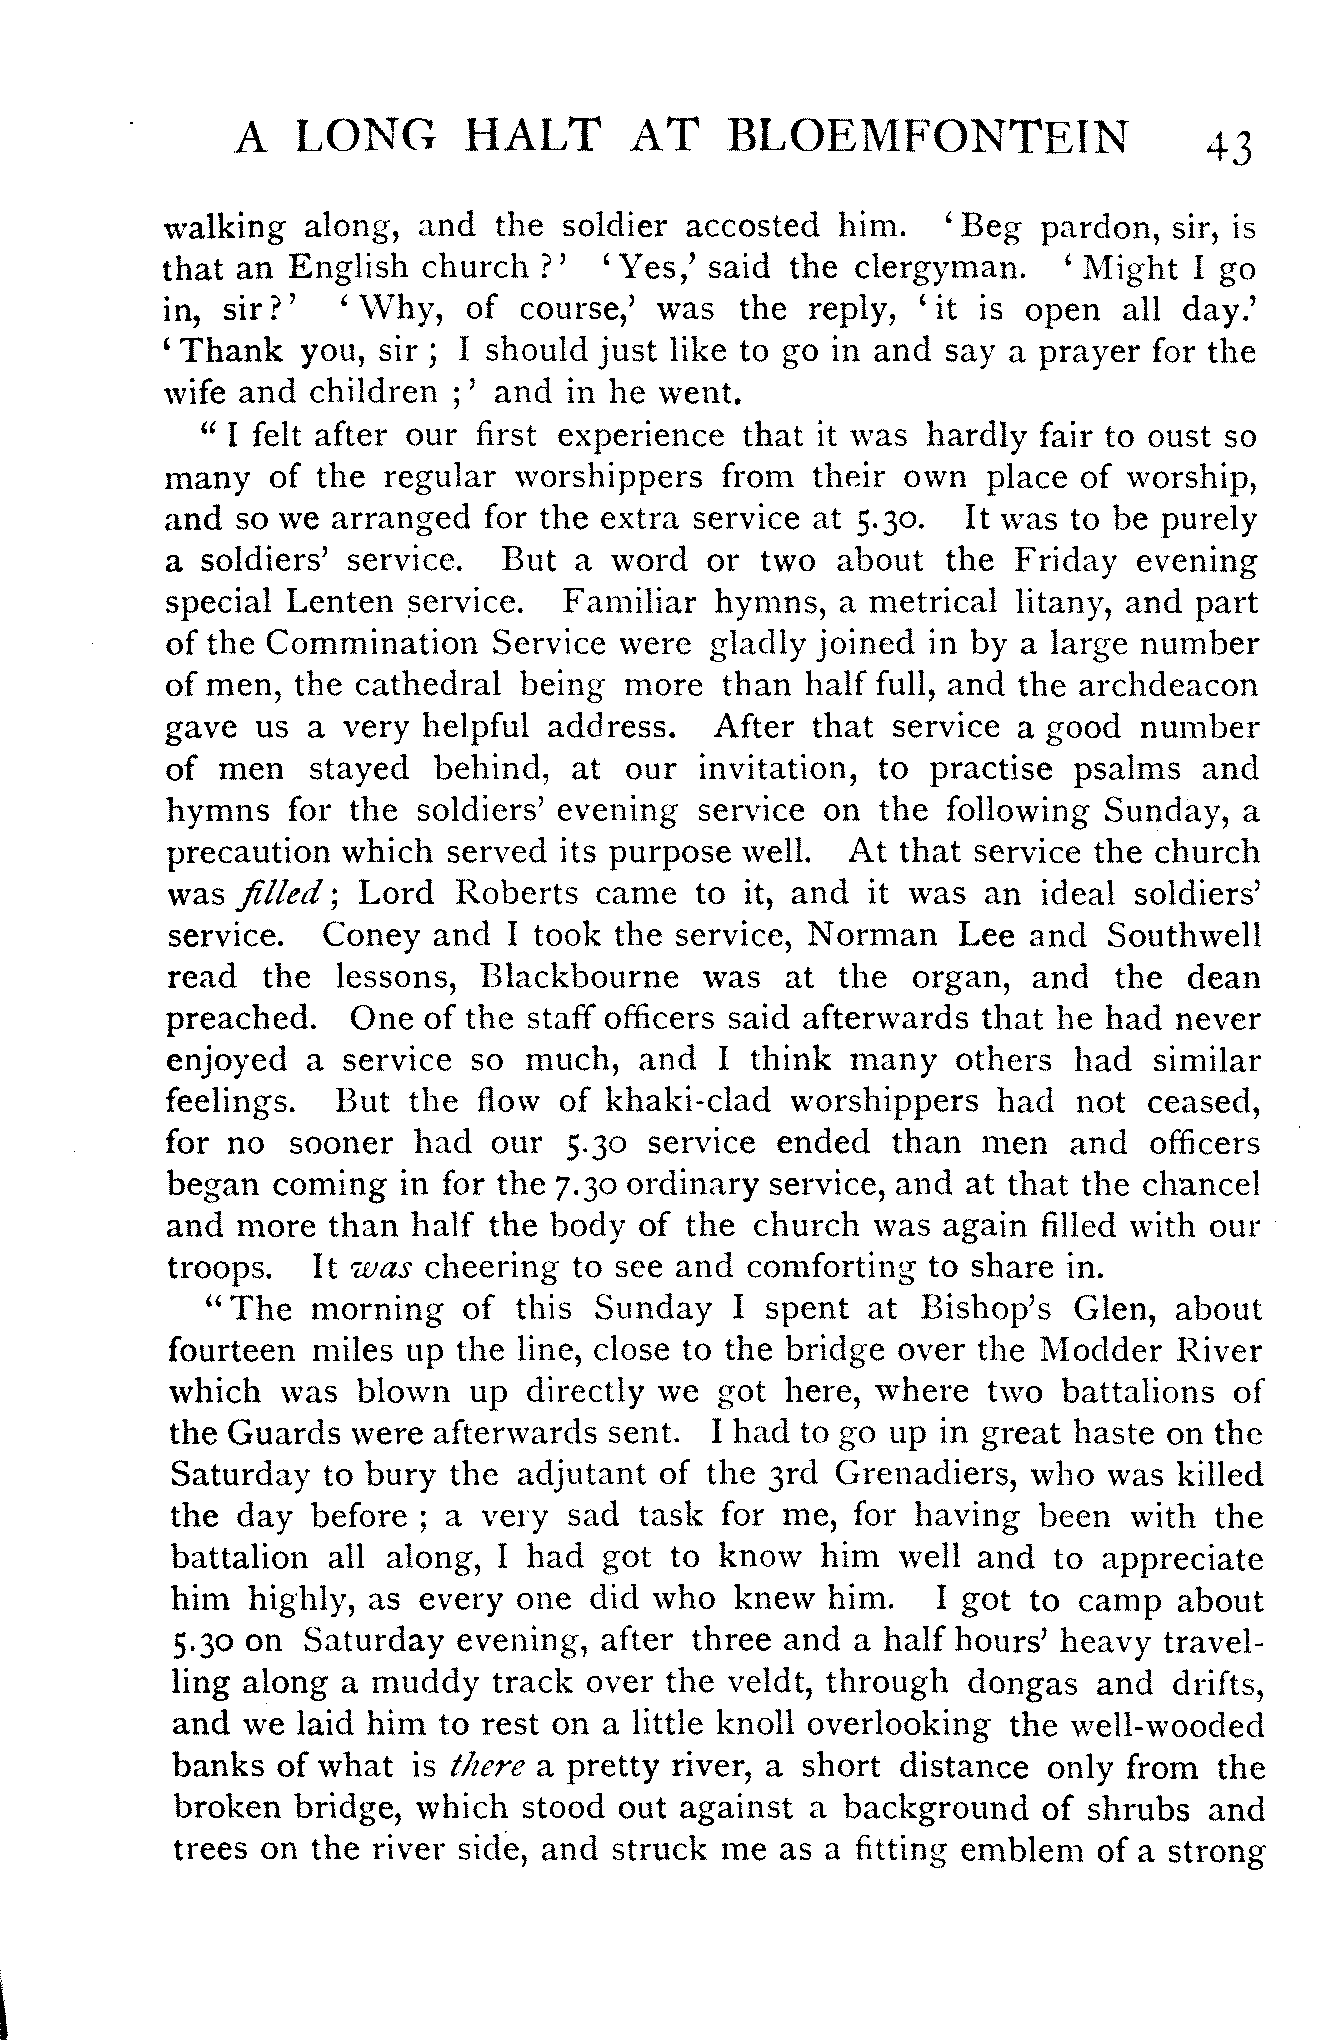 A LONG HALT AT BLOEMFONTEIN 43
walking along, and the soldier accosted him. ‘Beg pardon, sir, is
that an English church?’ ‘Yes,’ said the clergyman. ‘Might I go
in, sir?’ ‘Why, of course,’ was the reply, ‘it is open all day.’
‘Thank you, sir; I should just like to go in and say a prayer for the
wife and children;’ and in he went.
“I felt after our first experience that it was hardly fair to oust so
many of the regular worshippers from their own place of worship,
and so we arranged for the extra service at 5.30. It was to be purely
a soldiers’ service. But a word or two about the Friday evening
special Lenten service. Familiar hymns, a metrical litany, and part
of the Commination Service were gladly joined in by a large number
of men, the cathedral being more than half full, and the archdeacon
gave us a very helpful address. After that service a good number
of men stayed behind, at our invitation, to practise psalms and
hymns for the soldiers’ evening service on the following Sunday, a
precaution which served its purpose well. At that service the church
was filled; Lord Roberts came to it, and it was an ideal soldiers’
service. Coney and I took the service, Norman Lee and Southwell
read the lessons, Blackbourne was at the organ, and the dean
preached. One of the staff officers said afterwards that he had never
enjoyed a service so much, and I think many others had similar
feelings. But the flow of khaki-clad worshippers had not ceased,
for no sooner had our 5.30 service ended than men and officers
began coming in for the 7.30 ordinary service, and at that the chancel
and more than half the body of the church was again filled with our
troops. It was cheering to see and comforting to share in.
“The morning of this Sunday I spent at Bishop’s Glen, about
fourteen miles up the line, close to the bridge over the Modder River
which was blown up directly we got here, where two battalions of
the Guards were afterwards sent. I had to go up in great haste on the
Saturday to bury the adjutant of the 3rd Grenadiers, who was killed
the day before; a very sad task for me, for having been with the
battalion all along, I had got to know him well and to appreciate
him highly, as every one did who knew him. I got to camp about
5.30 on Saturday evening, after three and a half hours’ heavy travel-
ling along a muddy track over the veldt, through dongas and drifts,
and we laid him to rest on a little knoll overlooking the well-wooded
banks of what is there a pretty river, a short distance only from the
broken bridge, which stood out against a background of shrubs and
trees on the river side, and struck me as a fitting emblem of a strong